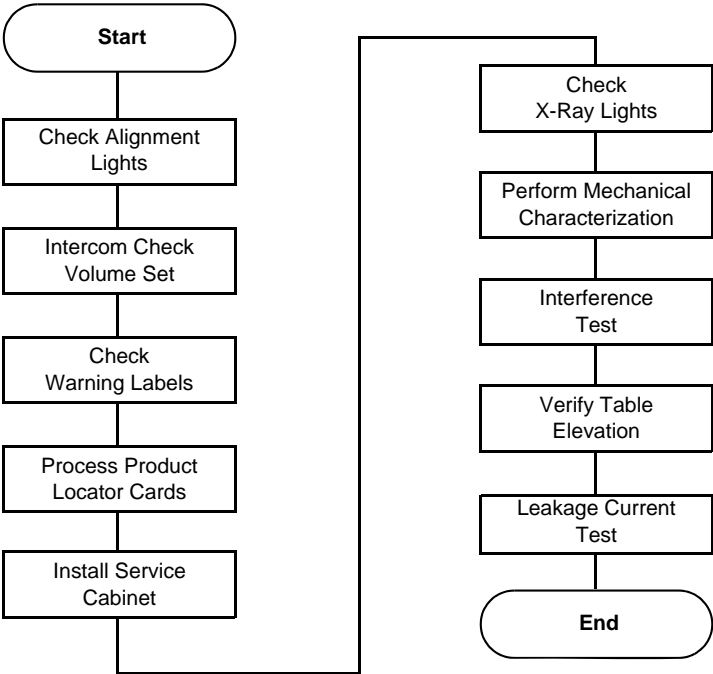 Start
Check Alignment
Lights
Intercom Check
Volume Set
Check
Warning Labels
Process Product
Locator Cards
Install Service
Cabinet
Check
X-Ray Lights
Perform Mechanical
Characterization
Interference
Test
Verify Table
Elevation
Leakage Current
Test
End